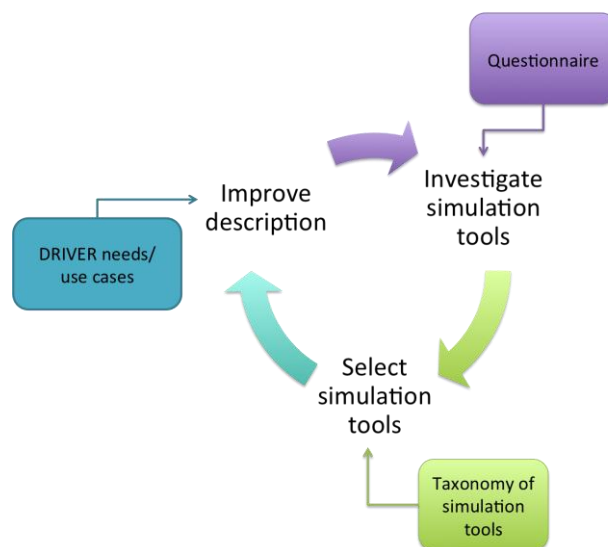 Questionnaire
Improve
description
Investigate
simulation
tools
DRIVER needs/
use cases
Select
simulation
tools
Taxonomy of
simulation
tools